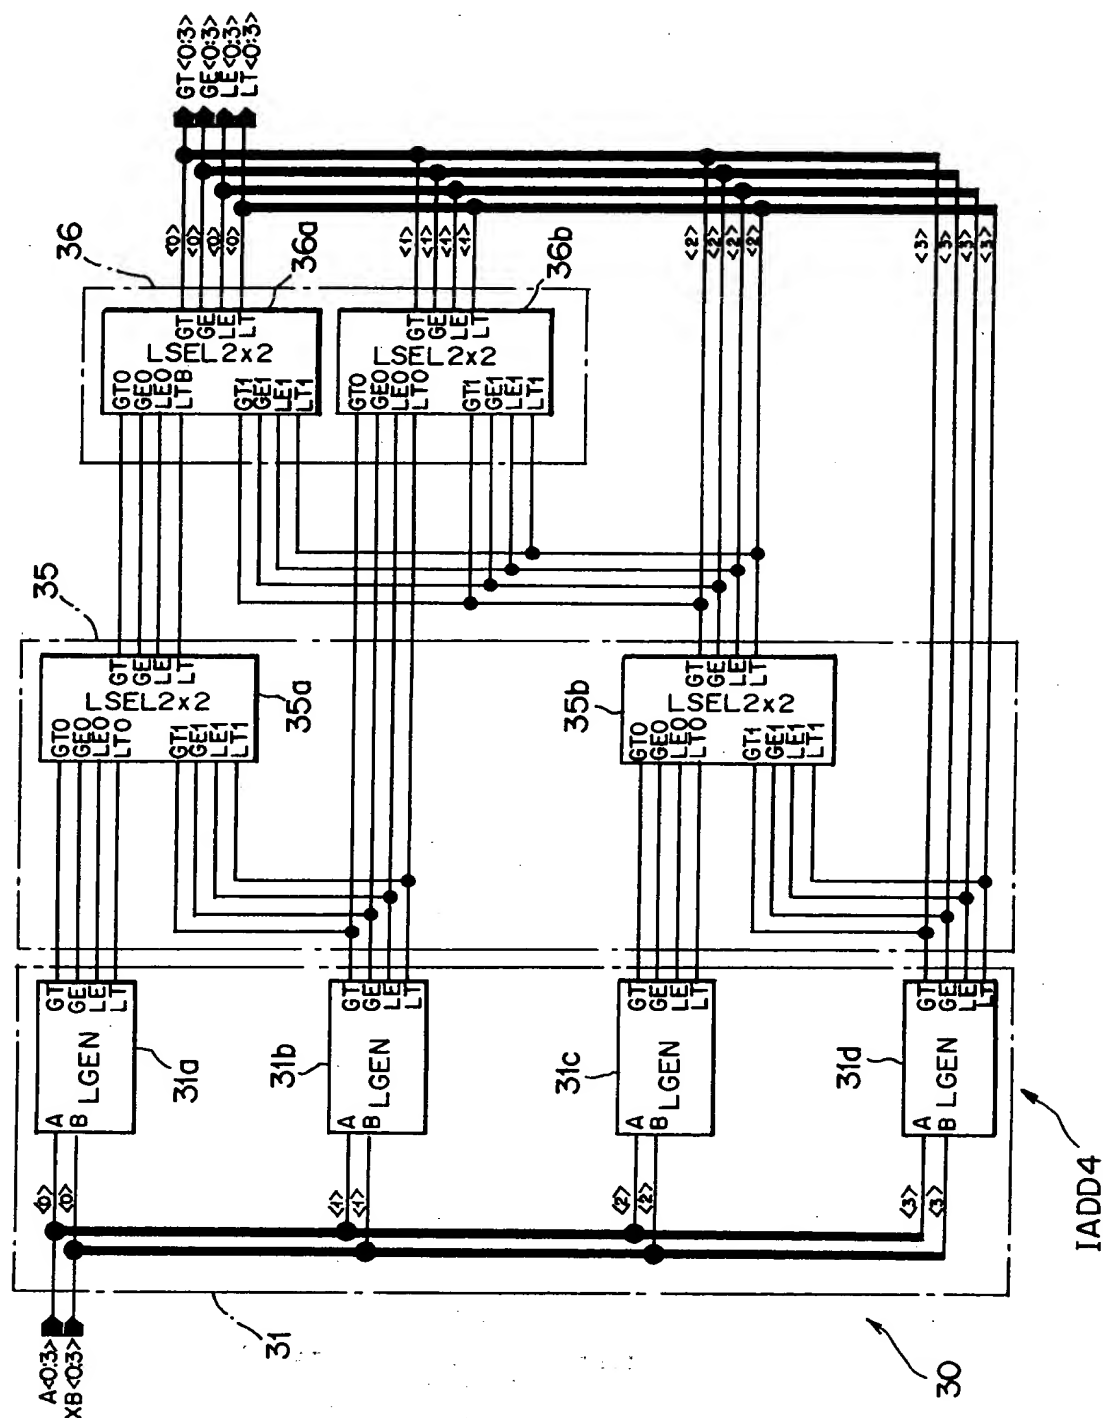 A<0:3>
XB<0:3>
31
<0>
<0>
<1>
<1>
<2>
<2>
<3>
<3>
A
B
LGEN
GT
GE
LE
LT
31a
A
B
LGEN
GT
GE
LE
LT
31b
A
B
LGEN
GT
GE
LE
LT
31c
A
B
LGEN
GT
GE
LE
LT
31d
35
GT0
GE0
LE0
LT0
GT1
GE1
LE1
LT1
LSEL2x2
GT
GE
LE
LT
35a
GT0
GE0
LE0
LT0
GT1
GE1
LE1
LT1
LSEL2x2
GT
GE
LE
LT
35b
36
GT0
GE0
LE0
LTB
GT1
GE1
LE1
LT1
LSEL2x2
GT
GE
LE
LT
36a
GT0
GE0
LE0
LT0
GT1
GE1
LE1
LT1
LSEL2x2
GT
GE
LE
LT
36b
<0>
<0>
<0>
<0>
<1>
<1>
<1>
<1>
<2>
<2>
<2>
<2>
<3>
<3>
<3>
<3>
GT<0:3>
GE<0:3>
LE<0:3>
LT<0:3>
30
IADD4